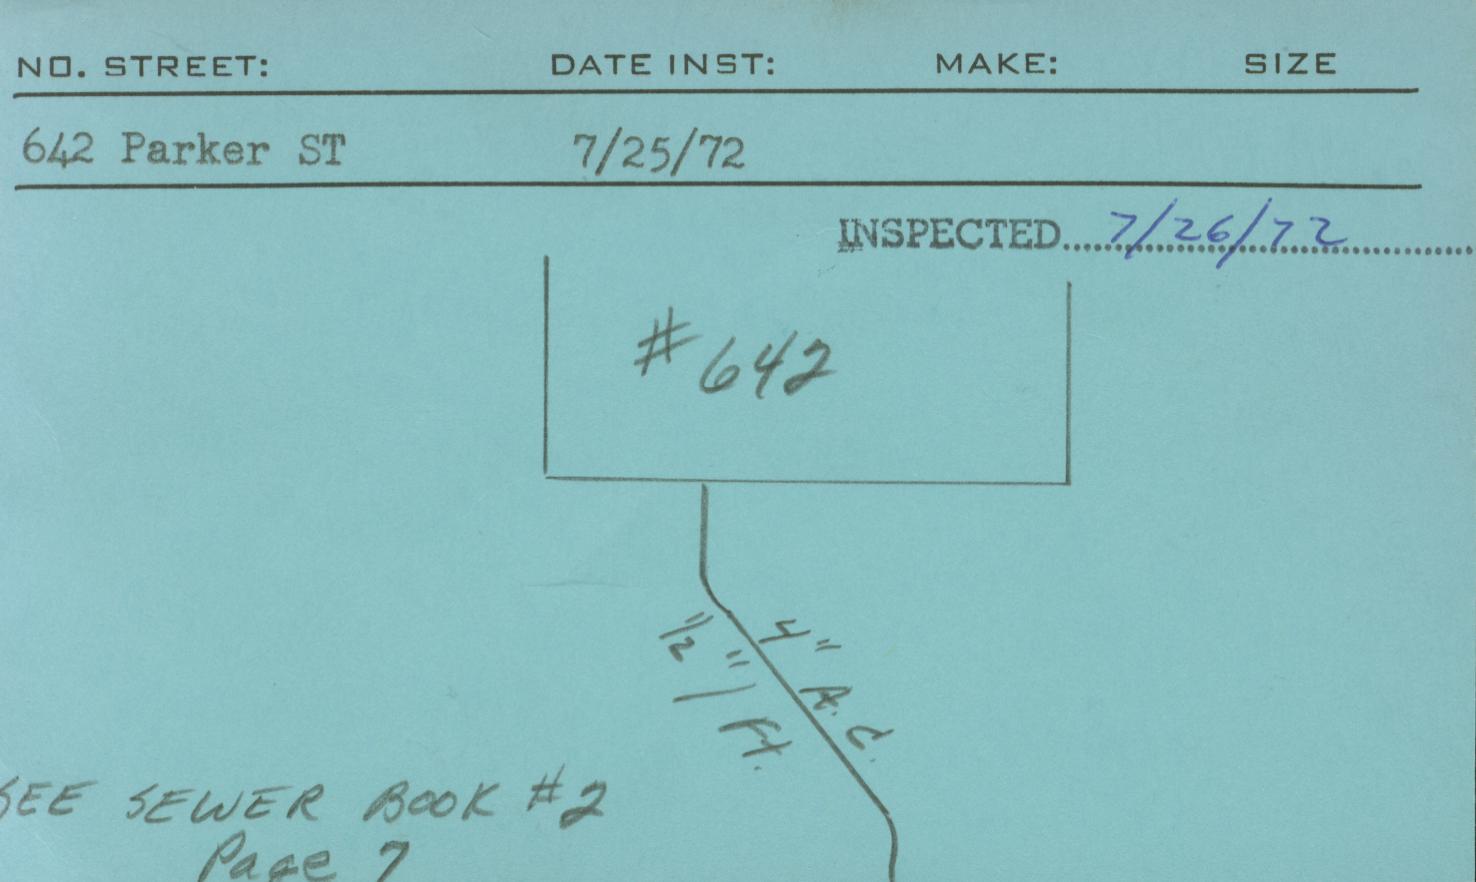 NO. STREET: DATE INST: MAKE: SIZE
642 Parker ST 7/25/72
INSPECTED 7/26/72
# 642
4" A.C.
1/2" / Ft.
SEE SEWER BOOK #2
Page 7